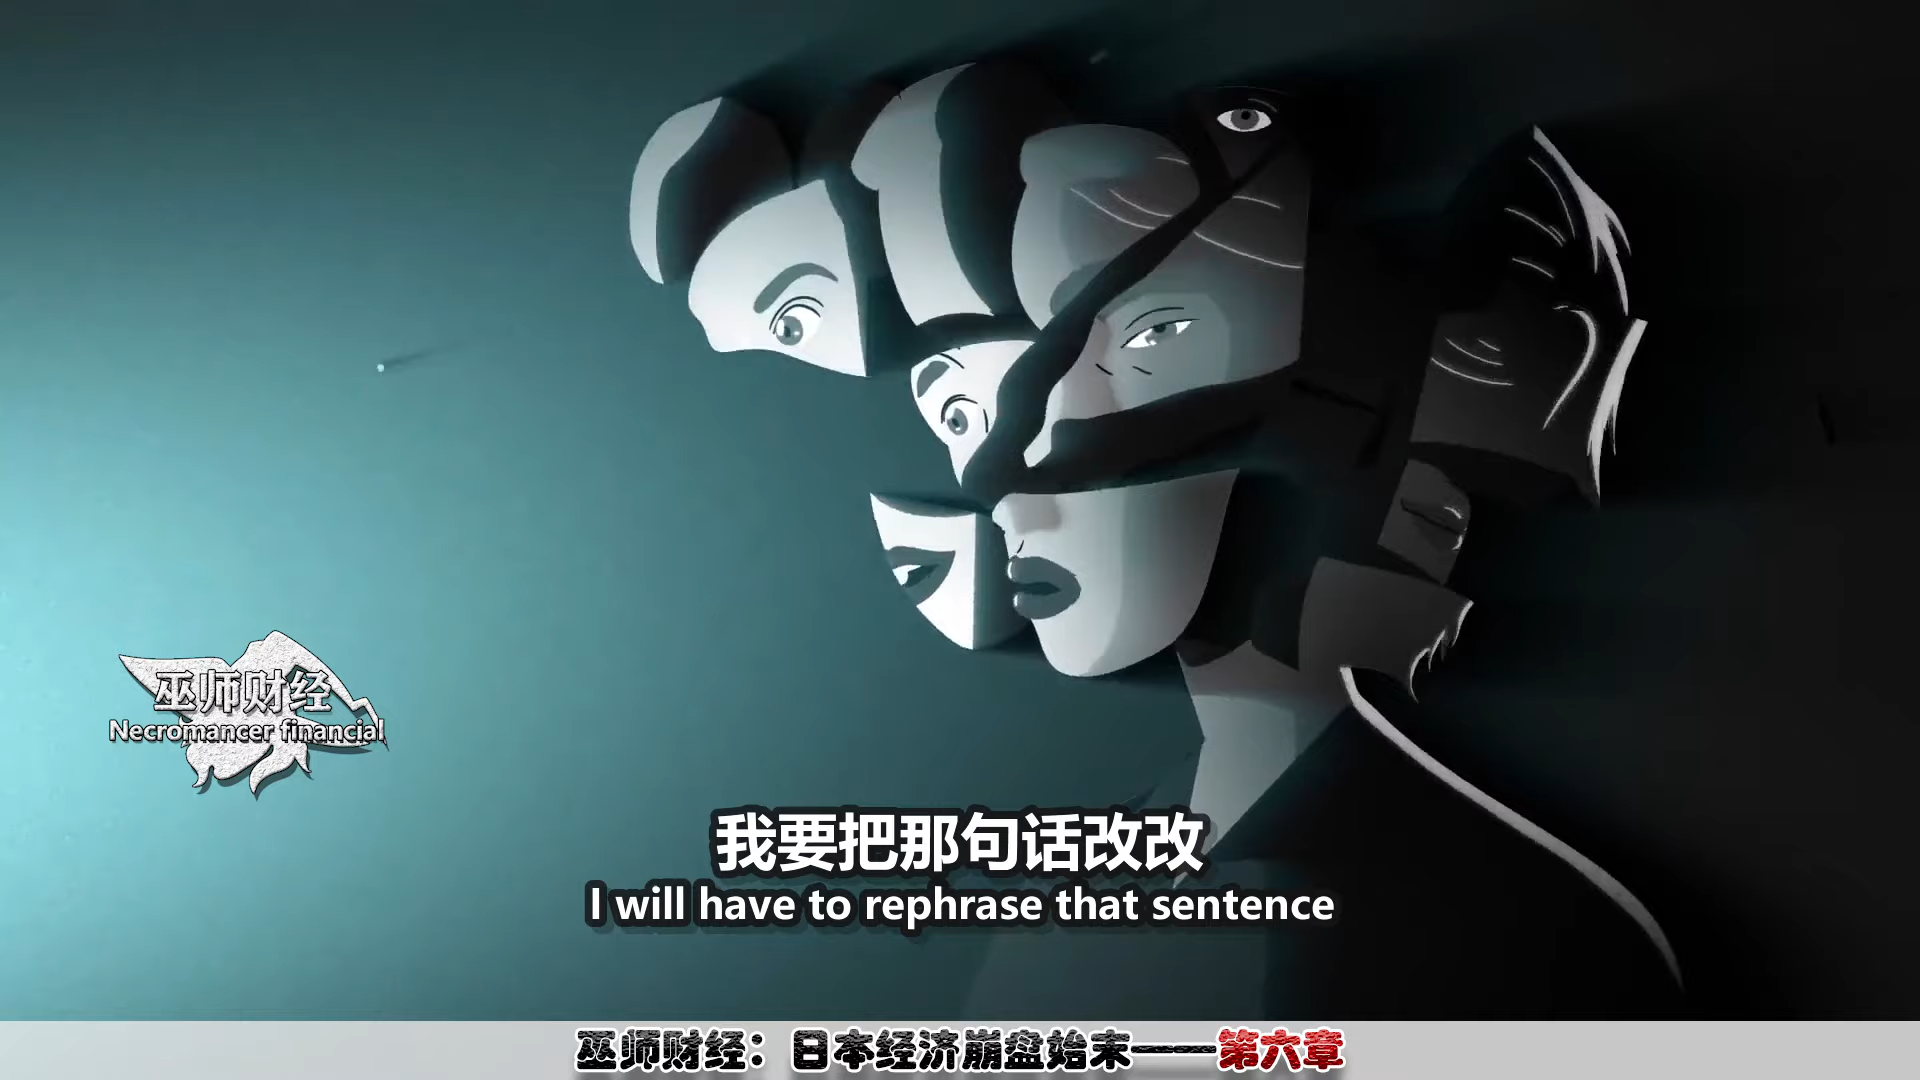 巫师财经
Necromancer financial
我要把那句话改改
I will have to rephrase that sentence
巫师财经：日本经济崩盘始末——第六章